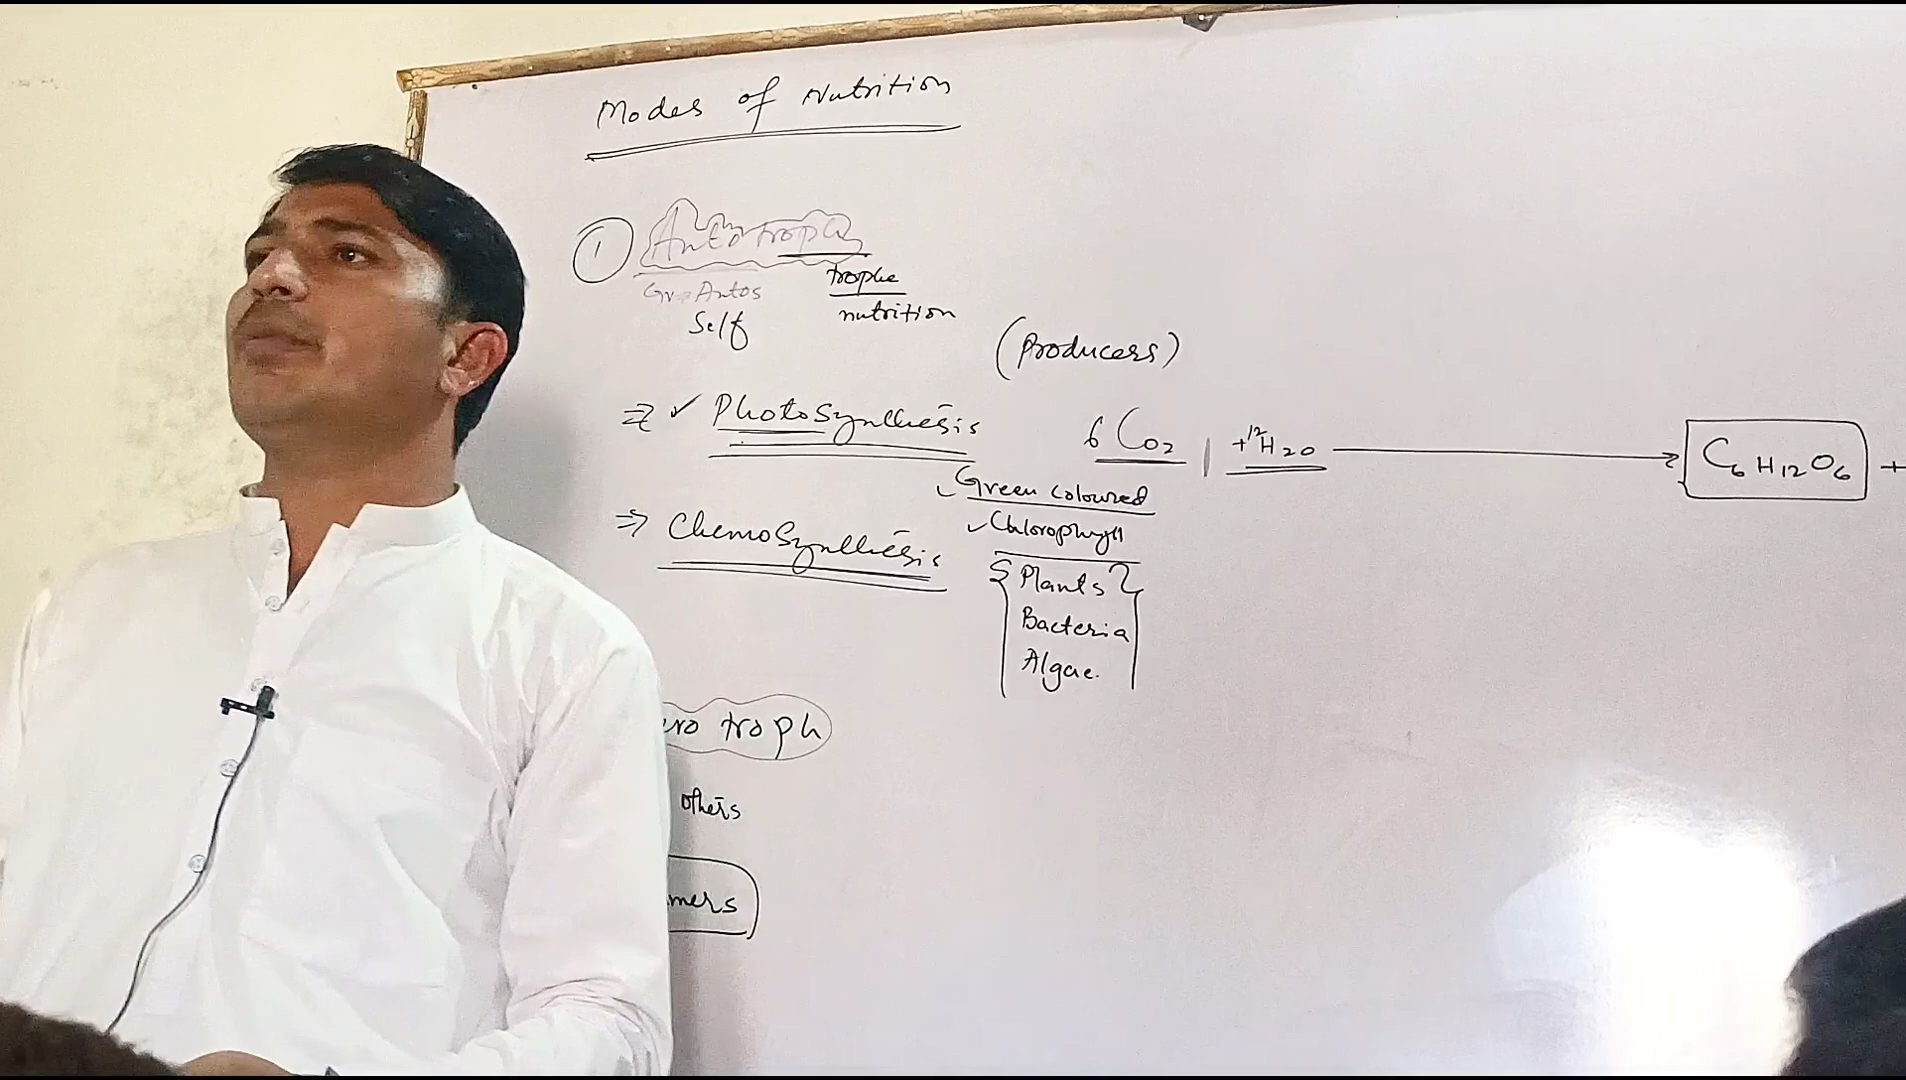 Modes of Nutrition
① Autotroph
Gr- Autos trophe
Self nutrition
(Producers)
⇒ ✓ PhotoSynthesis 6 CO2 | +12H2O → C6H12O6 +
✓ Green coloured
✓ Chlorophyll
⇒ ChemoSynthesis
{ Plants }
Bacteria
Algae.
ero troph
others
mers